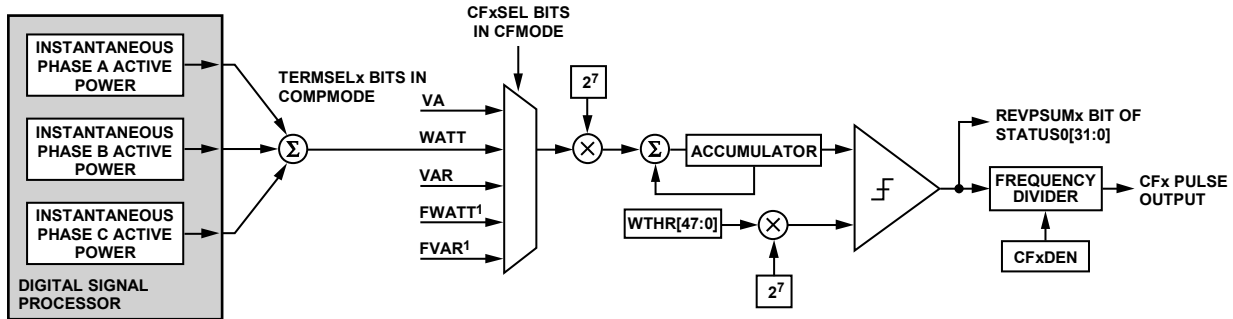 INSTANTANEOUS
PHASE A ACTIVE
POWER
INSTANTANEOUS
PHASE B ACTIVE
POWER
INSTANTANEOUS
PHASE C ACTIVE
POWER
DIGITAL SIGNAL
PROCESSOR
Σ
TERMSELx BITS IN
COMPMODE
CFxSEL BITS
IN CFMODE
VA
WATT
VAR
FWATT¹
FVAR¹
2⁷
×
Σ
ACCUMULATOR
WTHR[47:0]
×
2⁷
REVPSUMx BIT OF
STATUS0[31:0]
FREQUENCY
DIVIDER
CFxDEN
CFx PULSE
OUTPUT